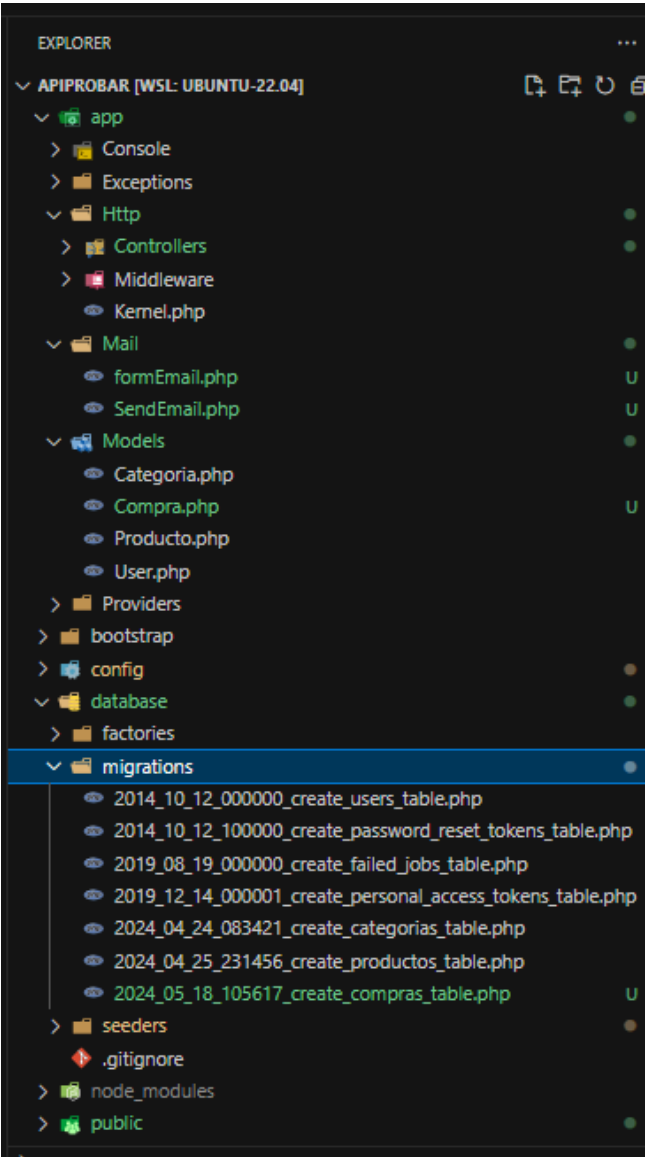 EXPLORER
APIPROBAR [WSL: UBUNTU-22.04]
app
Console
Exceptions
Http
Controllers
Middleware
Kernel.php
Mail
formEmail.php U
SendEmail.php U
Models
Categoria.php
Compra.php U
Producto.php
User.php
Providers
bootstrap
config
database
factories
migrations
2014_10_12_000000_create_users_table.php
2014_10_12_100000_create_password_reset_tokens_table.php
2019_08_19_000000_create_failed_jobs_table.php
2019_12_14_000001_create_personal_access_tokens_table.php
2024_04_24_083421_create_categorias_table.php
2024_04_25_231456_create_productos_table.php
2024_05_18_105617_create_compras_table.php U
seeders
.gitignore
node_modules
public